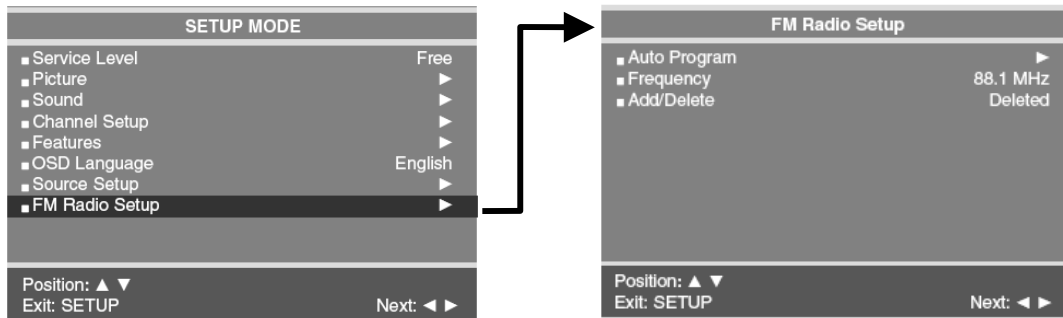 SETUP MODE
Service Level Free
Picture ▶
Sound ▶
Channel Setup ▶
Features ▶
OSD Language English
Source Setup ▶
FM Radio Setup ▶
Position: ▲ ▼
Exit: SETUP Next: ◀ ▶
FM Radio Setup
Auto Program ▶
Frequency 88.1 MHz
Add/Delete Deleted
Position: ▲ ▼
Exit: SETUP Next: ◀ ▶